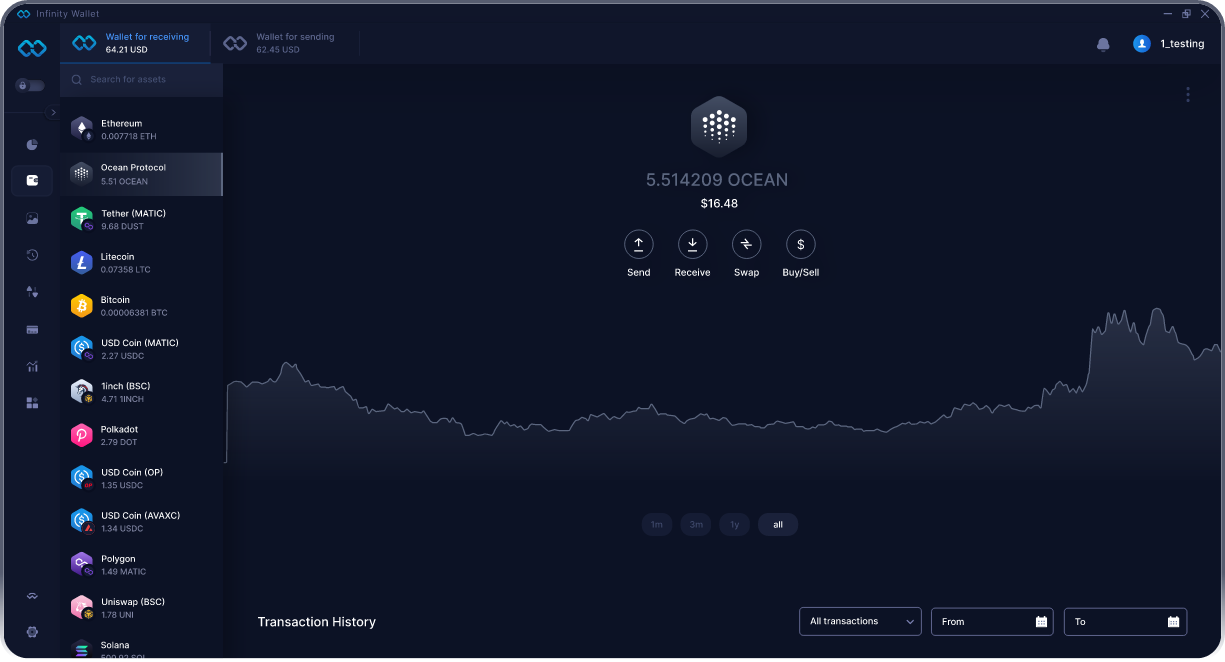 Infinity Wallet
Wallet for receiving
64.21 USD
Wallet for sending
62.45 USD
1_testing
Search for assets
Ethereum
0.007718 ETH
Ocean Protocol
5.51 OCEAN
Tether (MATIC)
9.68 DUST
Litecoin
0.07358 LTC
Bitcoin
0.00006381 BTC
USD Coin (MATIC)
2.27 USDC
1inch (BSC)
4.71 1INCH
Polkadot
2.79 DOT
USD Coin (OP)
1.35 USDC
USD Coin (AVAXC)
1.34 USDC
Polygon
1.49 MATIC
Uniswap (BSC)
1.78 UNI
Solana
5.514209 OCEAN
$16.48
Send Receive Swap Buy/Sell
1m 3m 1y all
Transaction History
All transactions From To